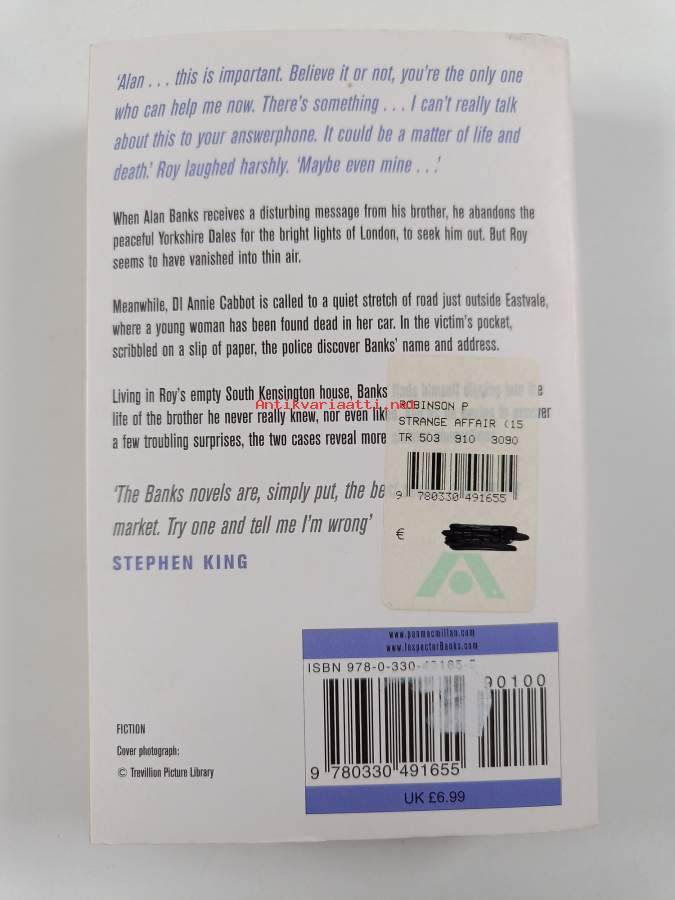 ‘Alan . . . this is important. Believe it or not, you're the only one
who can help me now. There's something . . . I can't really talk
about this to your answerphone. It could be a matter of life and
death.’ Roy laughed harshly. ‘Maybe even mine . . .’
When Alan Banks receives a disturbing message from his brother, he abandons the
peaceful Yorkshire Dales for the bright lights of London, to seek him out. But Roy
seems to have vanished into thin air.
Meanwhile, DI Annie Cabbot is called to a quiet stretch of road just outside Eastvale,
where a young woman has been found dead in her car. In the victim's pocket,
scribbled on a slip of paper, the police discover Banks' name and address.
Living in Roy's empty South Kensington house, Banks
life of the brother he never really knew, nor even
a few troubling surprises, the two cases reveal more
Antikvariaatti.net
ROBINSON P
STRANGE AFFAIR (15
TR 503 910 3090
9 780330 491655
€
‘The Banks novels are, simply put, the
market. Try one and tell me I'm wrong’
STEPHEN KING
www.panmacmillan.com
www.InspectorBanks.com
ISBN 978-0-330-49165-5
90100
9 780330 491655
UK £6.99
FICTION
Cover photograph:
© Trevillion Picture Library